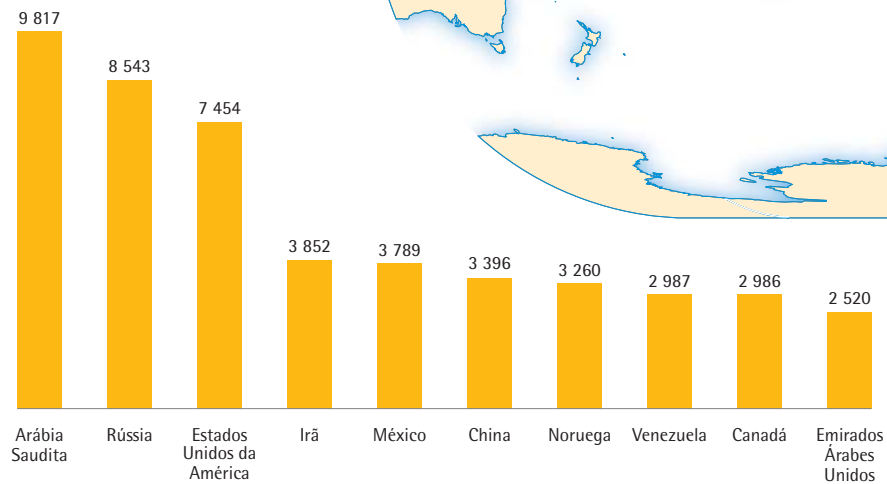 9 817
8 543
7 454
3 852
3 789
3 396
3 260
2 987
2 986
2 520
Arábia
Saudita
Rússia
Estados
Unidos da
América
Irã
México
China
Noruega
Venezuela
Canadá
Emirados
Árabes
Unidos